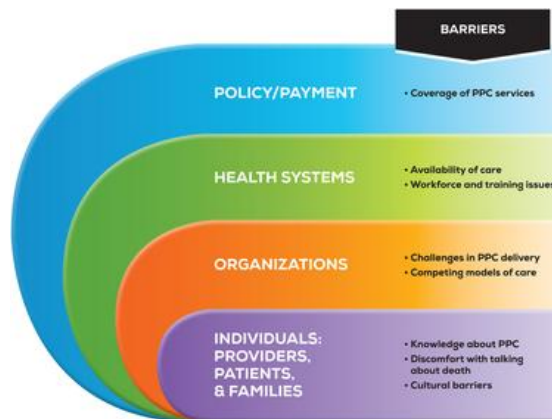 BARRIERS
POLICY/PAYMENT
• Coverage of PPC services
HEALTH SYSTEMS
• Availability of care
• Workforce and training issues
ORGANIZATIONS
• Challenges in PPC delivery
• Competing models of care
INDIVIDUALS:
PROVIDERS,
PATIENTS,
& FAMILIES
• Knowledge about PPC
• Discomfort with talking
about death
• Cultural barriers